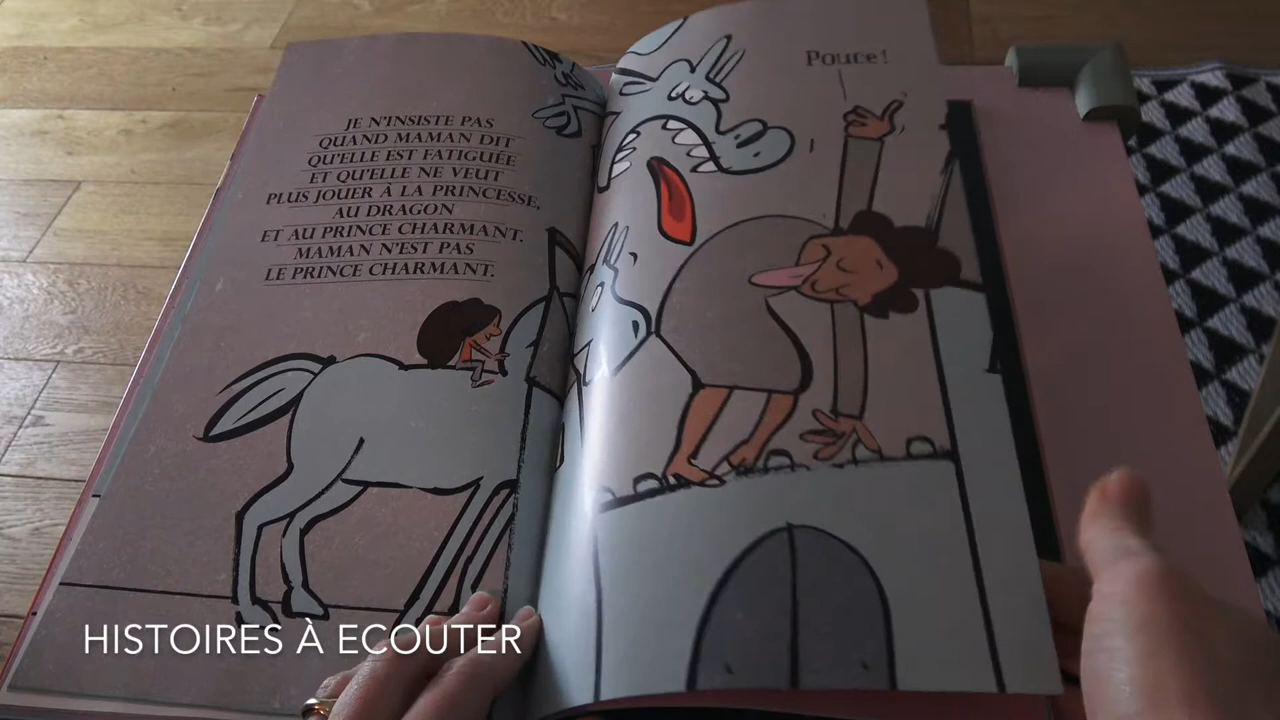 JE N'INSISTE PAS
QUAND MAMAN DIT
QU'ELLE EST FATIGUÉE
ET QU'ELLE NE VEUT
PLUS JOUER À LA PRINCESSE,
AU DRAGON
ET AU PRINCE CHARMANT.
MAMAN N'EST PAS
LE PRINCE CHARMANT.
Pouce!
HISTOIRES À ECOUTER